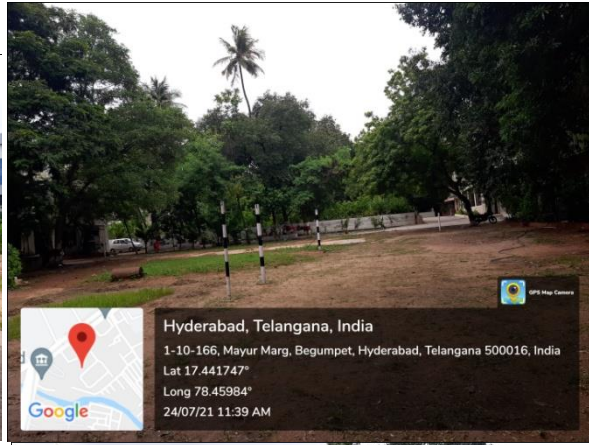 GPS Map Camera
Hyderabad, Telangana, India
1-10-166, Mayur Marg, Begumpet, Hyderabad, Telangana 500016, India
Lat 17.441747°
Long 78.45984°
24/07/21 11:39 AM
Google